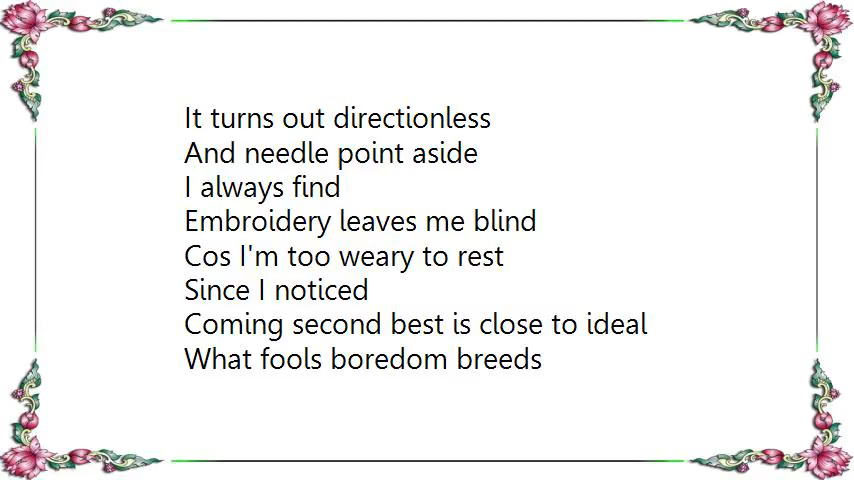 It turns out directionless
And needle point aside
I always find
Embroidery leaves me blind
Cos I'm too weary to rest
Since I noticed
Coming second best is close to ideal
What fools boredom breeds